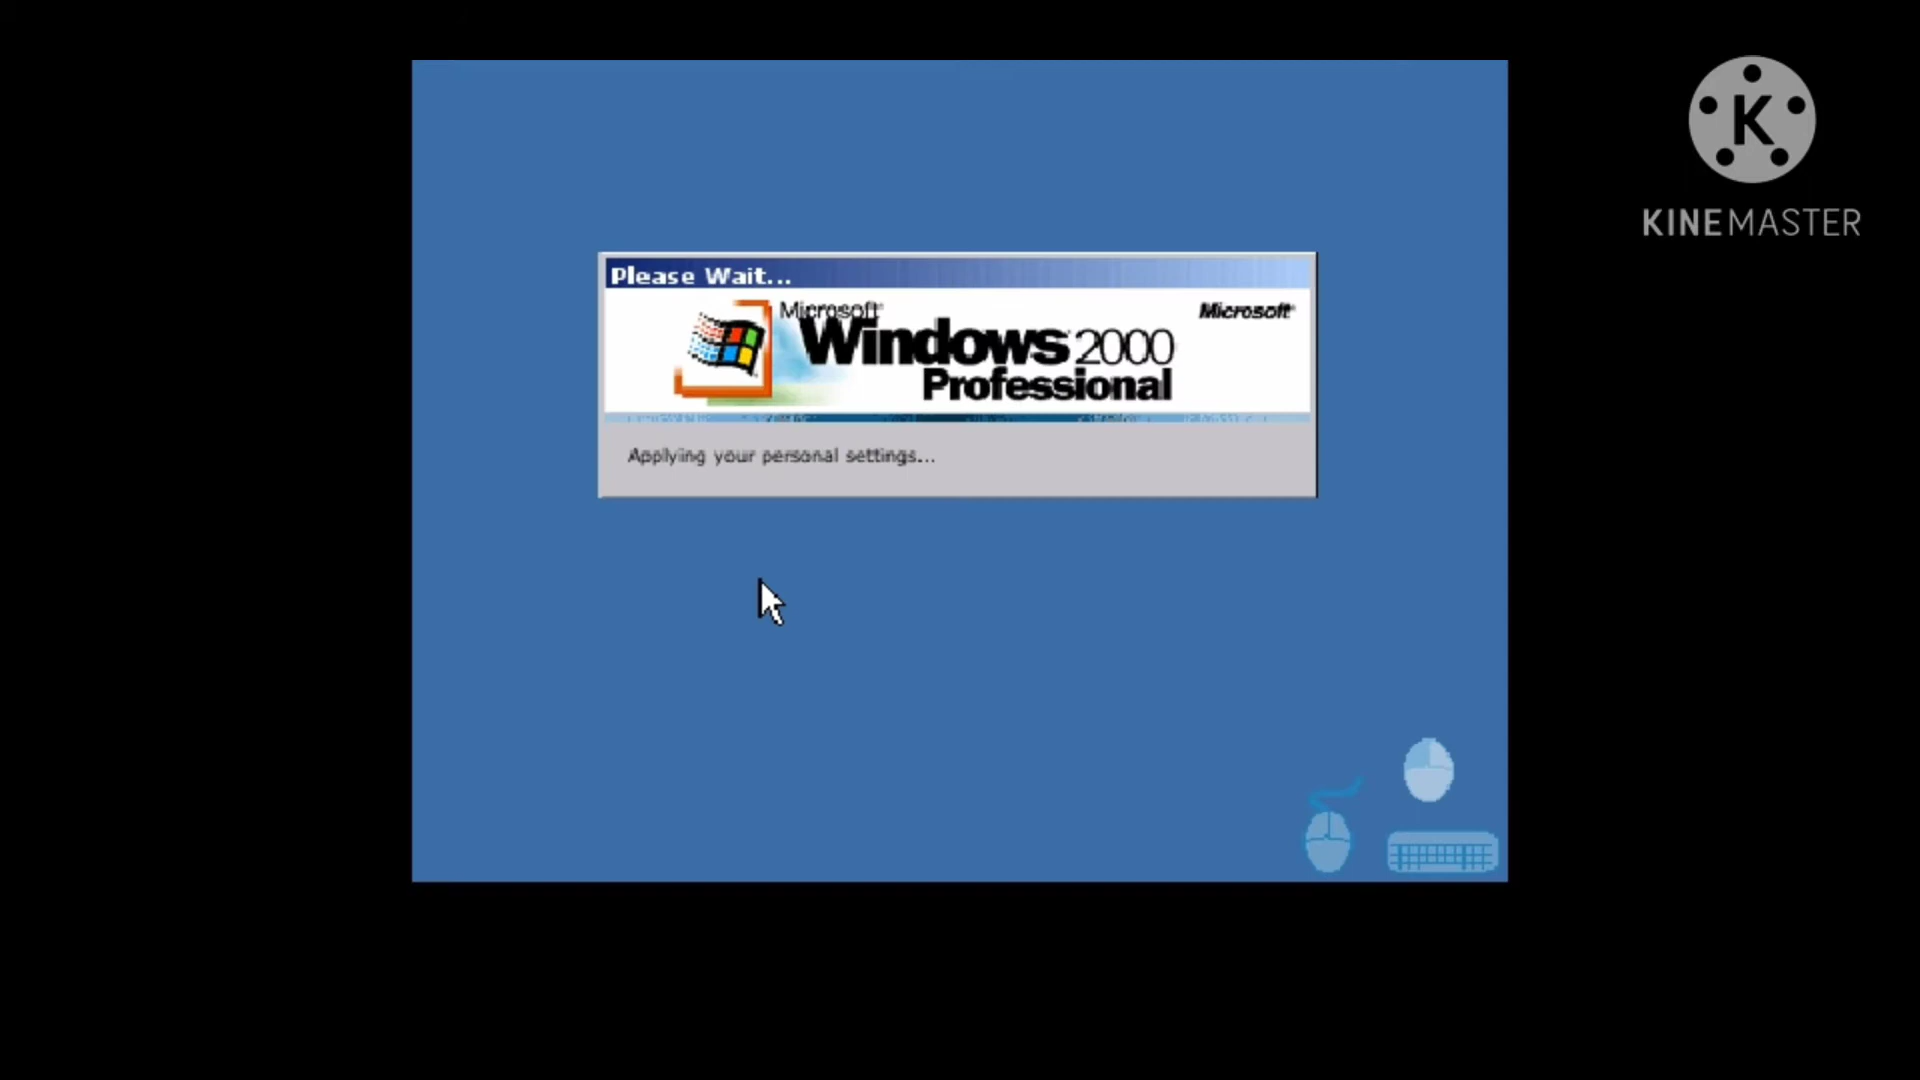 K
KINEMASTER
Please Wait...
Microsoft®
Microsoft®
Windows 2000
Professional
Applying your personal settings...